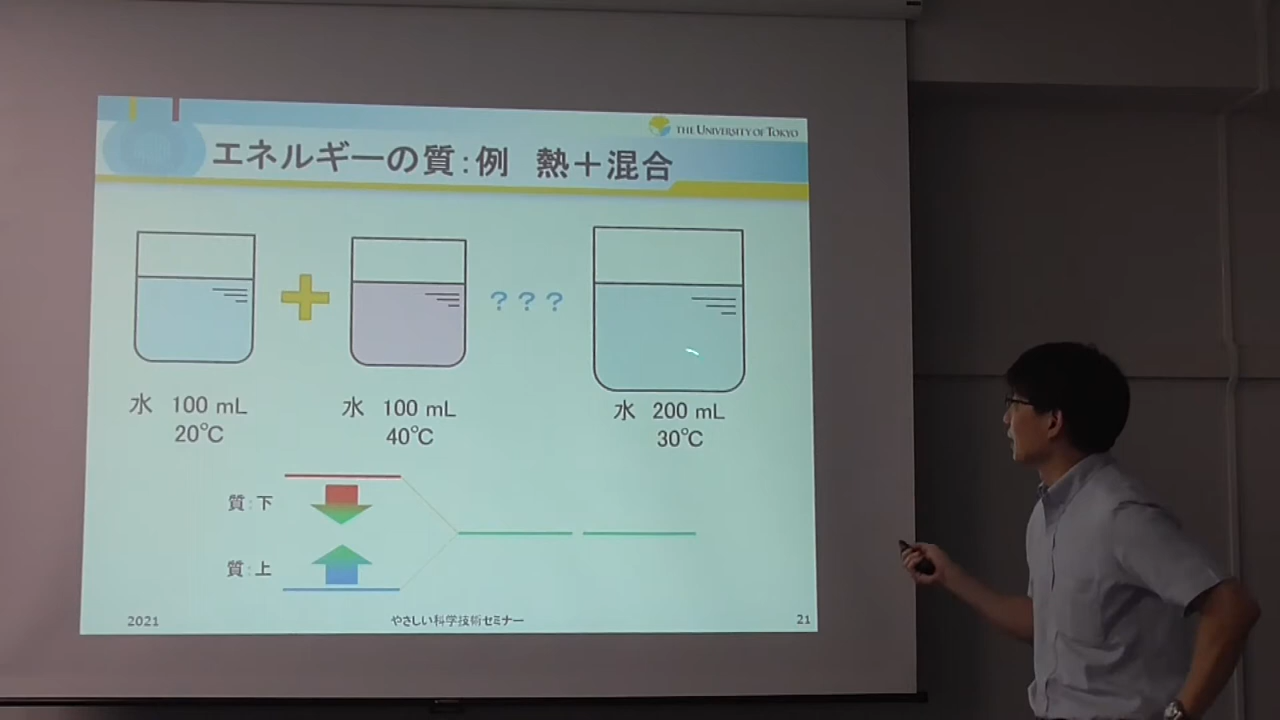 THE UNIVERSITY OF TOKYO
エネルギーの質:例 熱+混合
???
水 100 mL
20℃
水 100 mL
40℃
水 200 mL
30℃
質:下
質:上
2021
やさしい科学技術セミナー
21